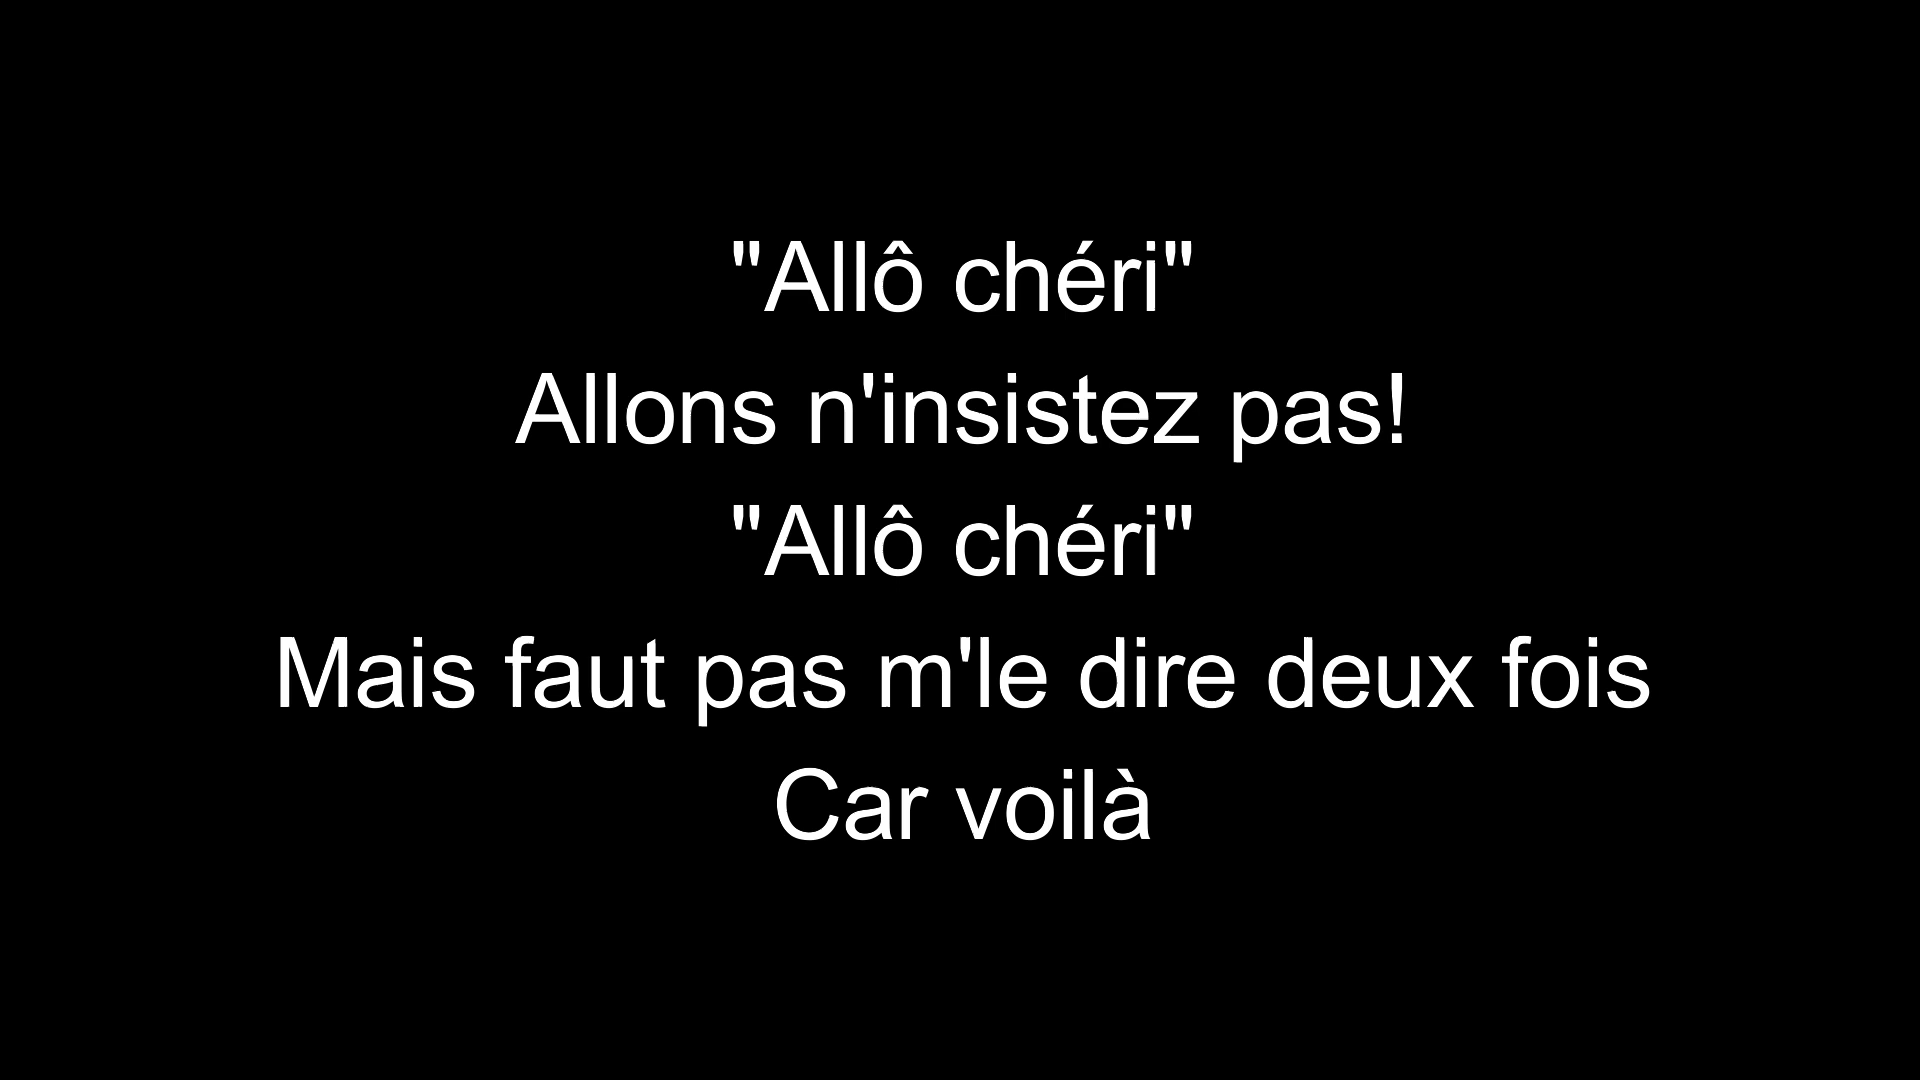 "Allô chéri"
Allons n'insistez pas!
"Allô chéri"
Mais faut pas m'le dire deux fois
Car voilà